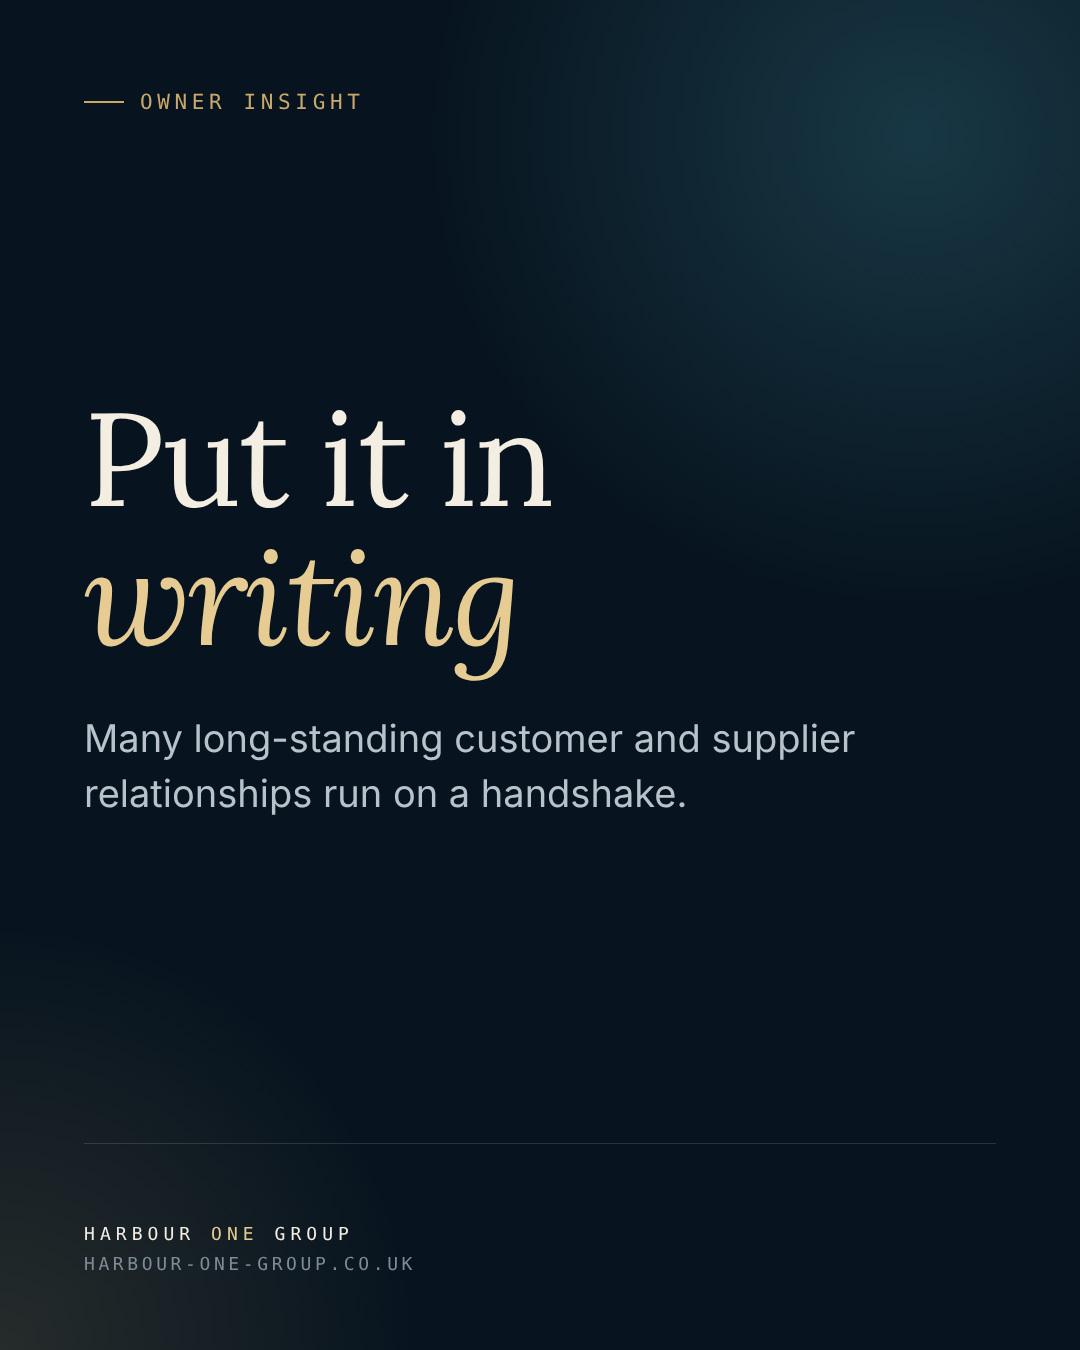 OWNER INSIGHT
Put it in
writing
Many long-standing customer and supplier
relationships run on a handshake.
HARBOUR ONE GROUP
HARBOUR-ONE-GROUP.CO.UK